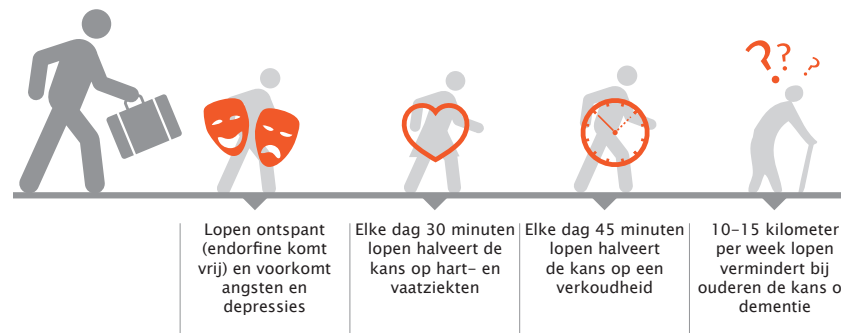 Lopen ontspant
(endorfine komt
vrij) en voorkomt
angsten en
depressies
Elke dag 30 minuten
lopen halveert de
kans op hart- en
vaatziekten
Elke dag 45 minuten
lopen halveert
de kans op een
verkoudheid
10-15 kilometer
per week lopen
vermindert bij
ouderen de kans o
dementie
???